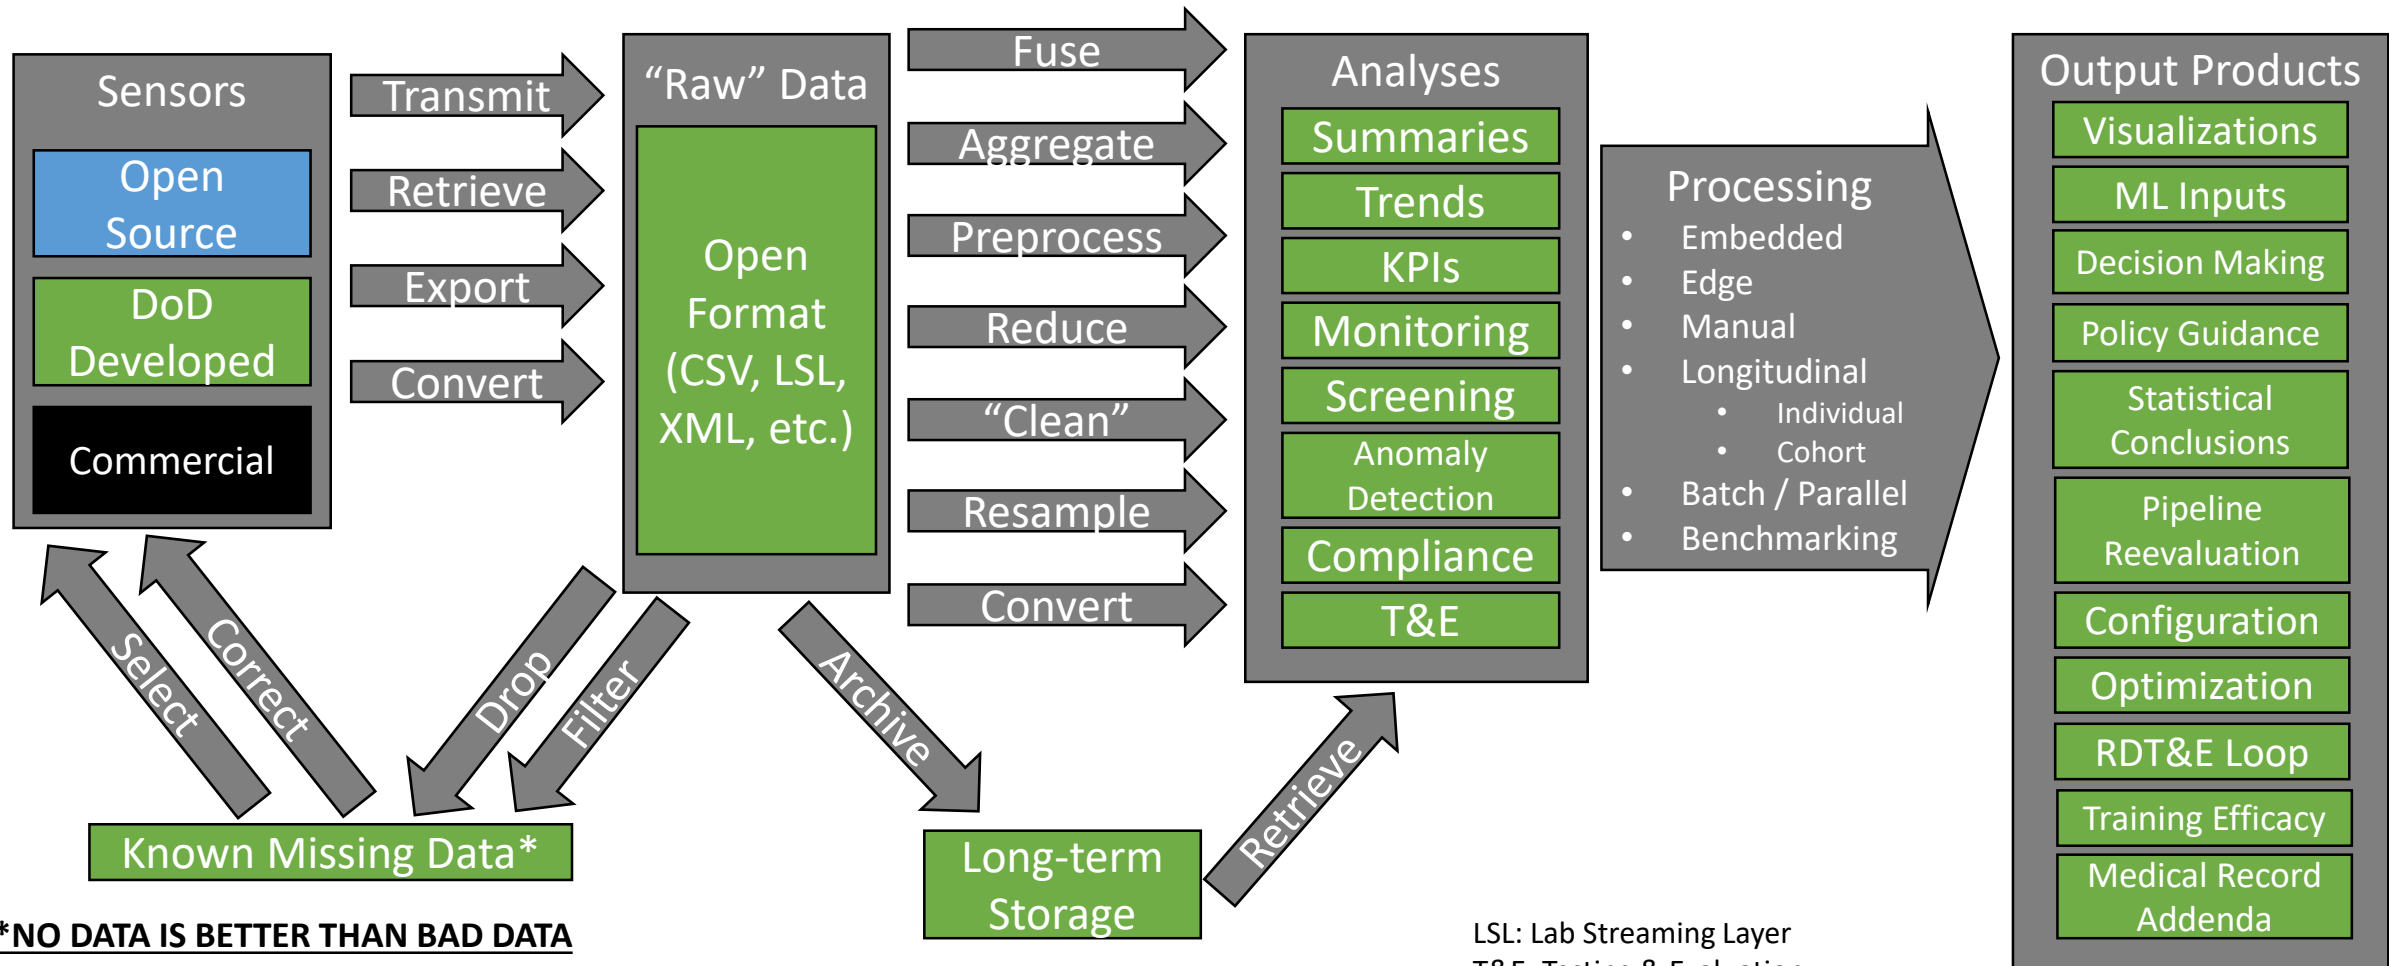 Sensors
Open
Source
DoD
Developed
Commercial
Transmit
Retrieve
Export
Convert
“Raw” Data
Open
Format
(CSV, LSL,
XML, etc.)
Fuse
Aggregate
Preprocess
Reduce
“Clean”
Resample
Convert
Analyses
Summaries
Trends
KPIs
Monitoring
Screening
Anomaly
Detection
Compliance
T&E
Processing
• Embedded
• Edge
• Manual
• Longitudinal
• Individual
• Cohort
• Batch / Parallel
• Benchmarking
Output Products
Visualizations
ML Inputs
Decision Making
Policy Guidance
Statistical
Conclusions
Pipeline
Reevaluation
Configuration
Optimization
RDT&E Loop
Training Efficacy
Medical Record
Addenda
Select
Correct
Drop
Filter
Archive
Retrieve
Known Missing Data*
Long-term
Storage
*NO DATA IS BETTER THAN BAD DATA
LSL: Lab Streaming Layer
T&E: Testing & Evaluation